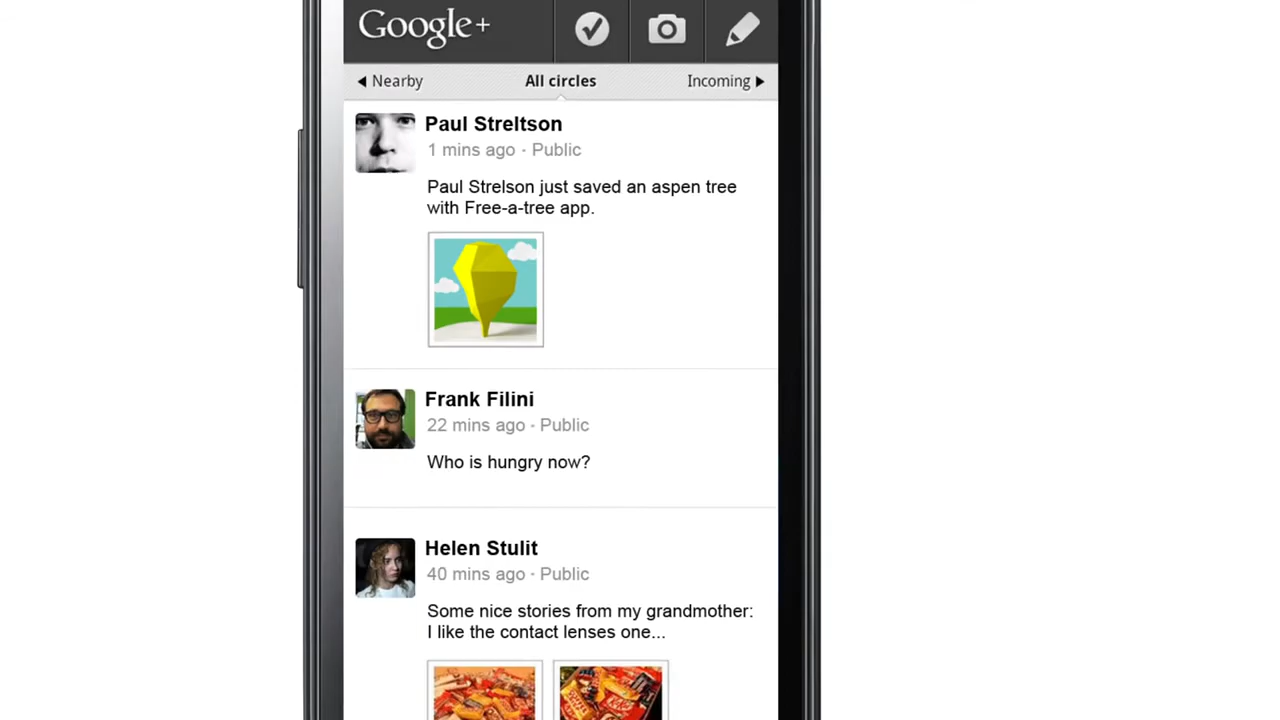 Google+
Nearby All circles Incoming
Paul Streltson
1 mins ago · Public
Paul Strelson just saved an aspen tree
with Free-a-tree app.
Frank Filini
22 mins ago · Public
Who is hungry now?
Helen Stulit
40 mins ago · Public
Some nice stories from my grandmother:
I like the contact lenses one...